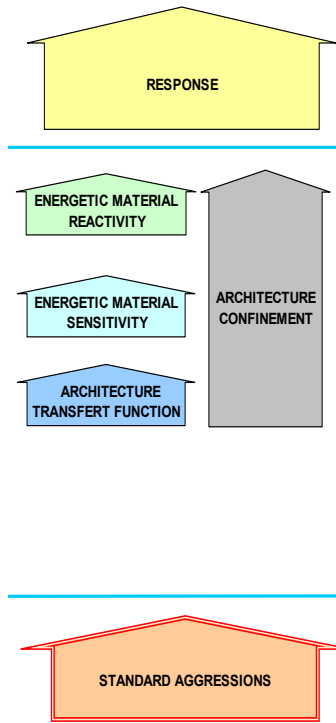 RESPONSE
ENERGETIC MATERIAL
REACTIVITY
ENERGETIC MATERIAL
SENSITIVITY
ARCHITECTURE
CONFINEMENT
ARCHITECTURE
TRANSFERT FUNCTION
STANDARD AGGRESSIONS